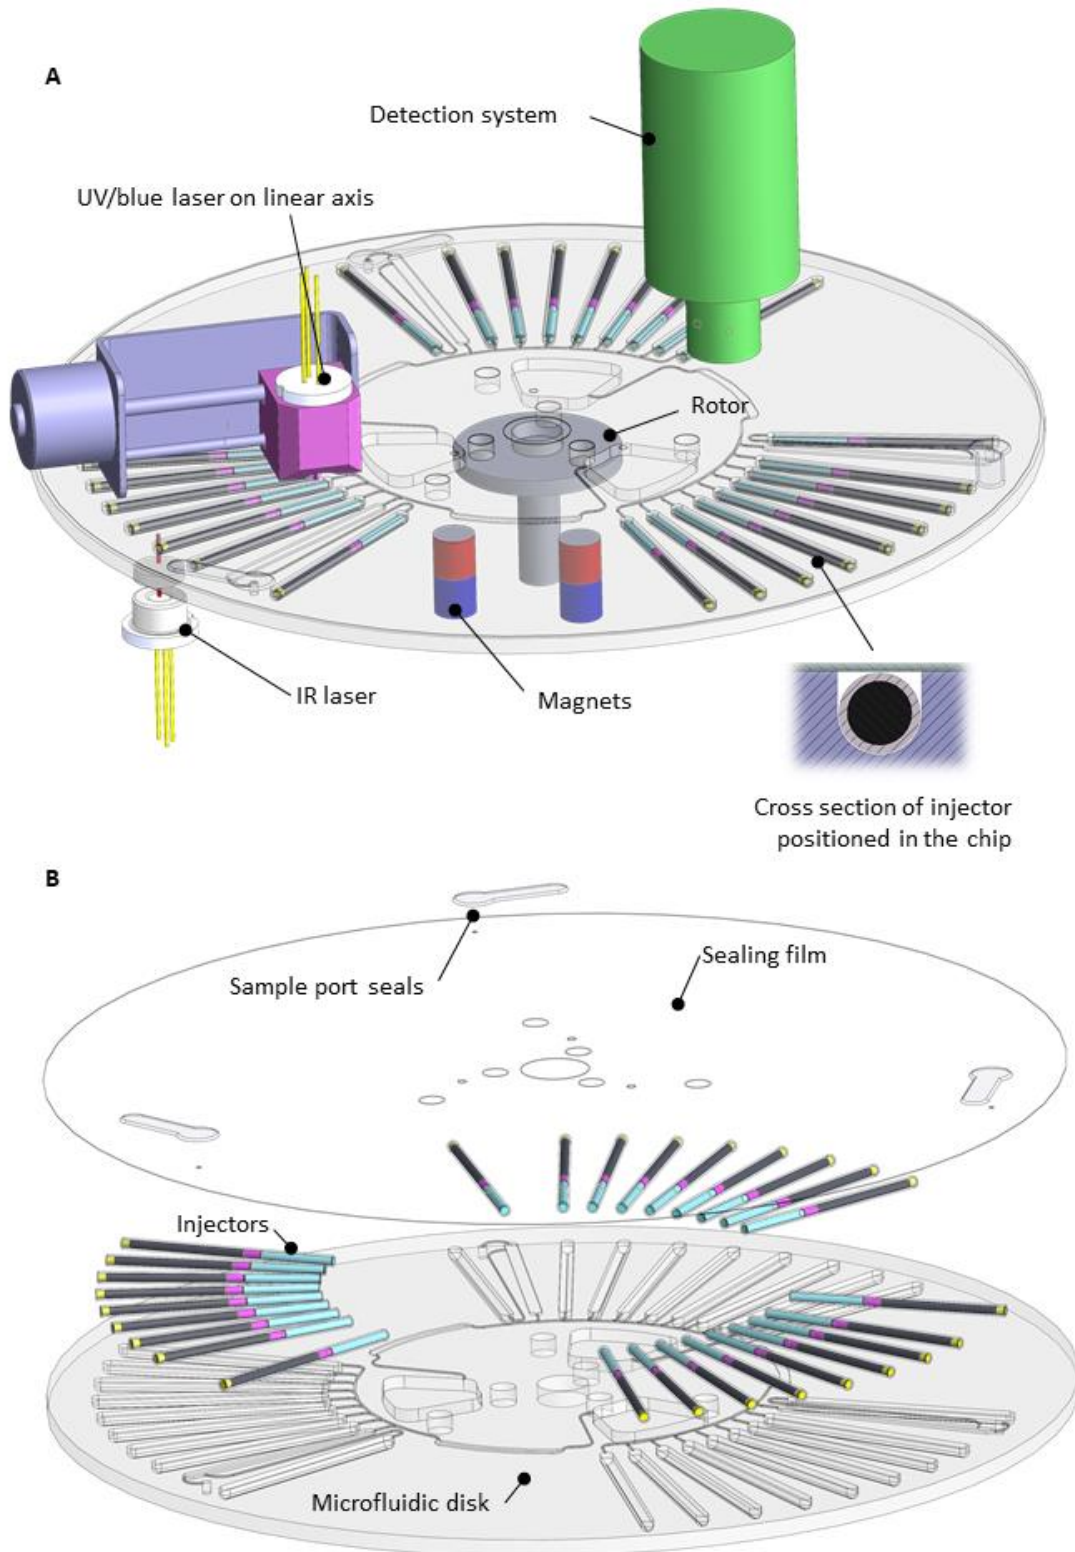 A
Detection system
UV/blue laser on linear axis
Rotor
IR laser
Magnets
Cross section of injector
positioned in the chip
B
Sealing film
Sample port seals
Injectors
Microfluidic disk